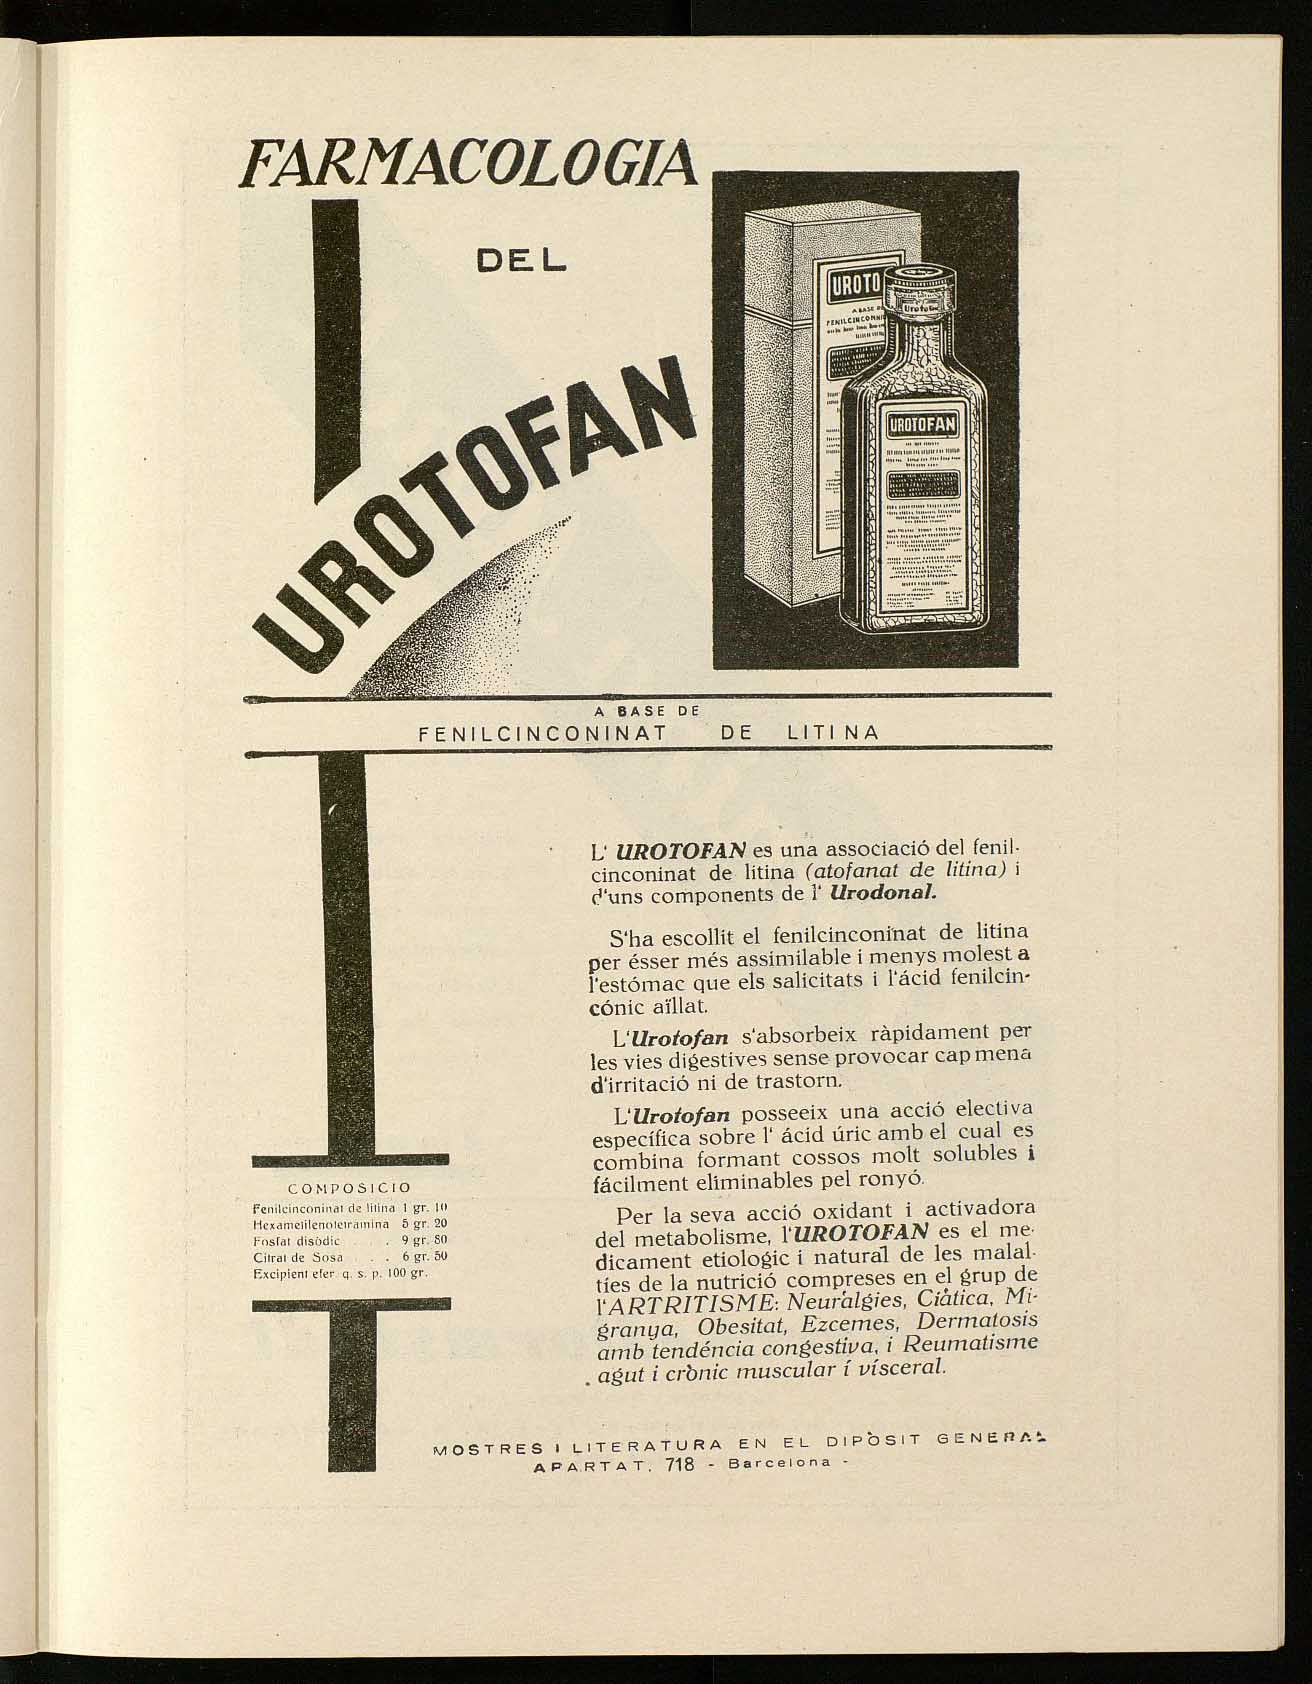 FARMACOLOGIA
DEL
UROTOFAN
UROTO
A BASE DE
UROTOFAN
A BASE DE
FENILCINCONINAT DE LITINA
L' UROTOFAN es una associació del fenil-
cinconinat de litina (atofanat de litina) i
d'uns components de l' Urodonal.
S'ha escollit el fenilcinconinat de litina
per ésser més assimilable i menys molest a
l'estómac que els salicitats i l'ácid fenilcin-
cónic aïllat.
L'Urotofan s'absorbeix ràpidament per
les vies digestives sense provocar cap mena
d'irritació ni de trastorn.
L'Urotofan posseeix una acció electiva
específica sobre l' ácid úric amb el cual es
combina formant cossos molt solubles i
fácilment eliminables pel ronyó.
Per la seva acció oxidant i activadora
del metabolisme, l'UROTOFAN es el me-
dicament etiologic i natural de les malal-
tíes de la nutrició compreses en el grup de
l'ARTRITISME: Neurálgies, Ciàtica, Mi-
granya, Obesitat, Ezcemes, Dermatosis
amb tendéncia congestiva, i Reumatisme
agut i crònic muscular í vísceral.
COMPOSICIO
Fenilcinconinat de litina 1 gr. 10
Hexametilenotetramina 5 gr. 20
Fosfat disòdic . . 9 gr. 80
Citrat de Sosa . . 6 gr. 50
Excipient efer. q. s. p. 100 gr.
MOSTRES I LITERATURA EN EL DIPÒSIT GENERAL
APARTAT, 718 - Barcelona -